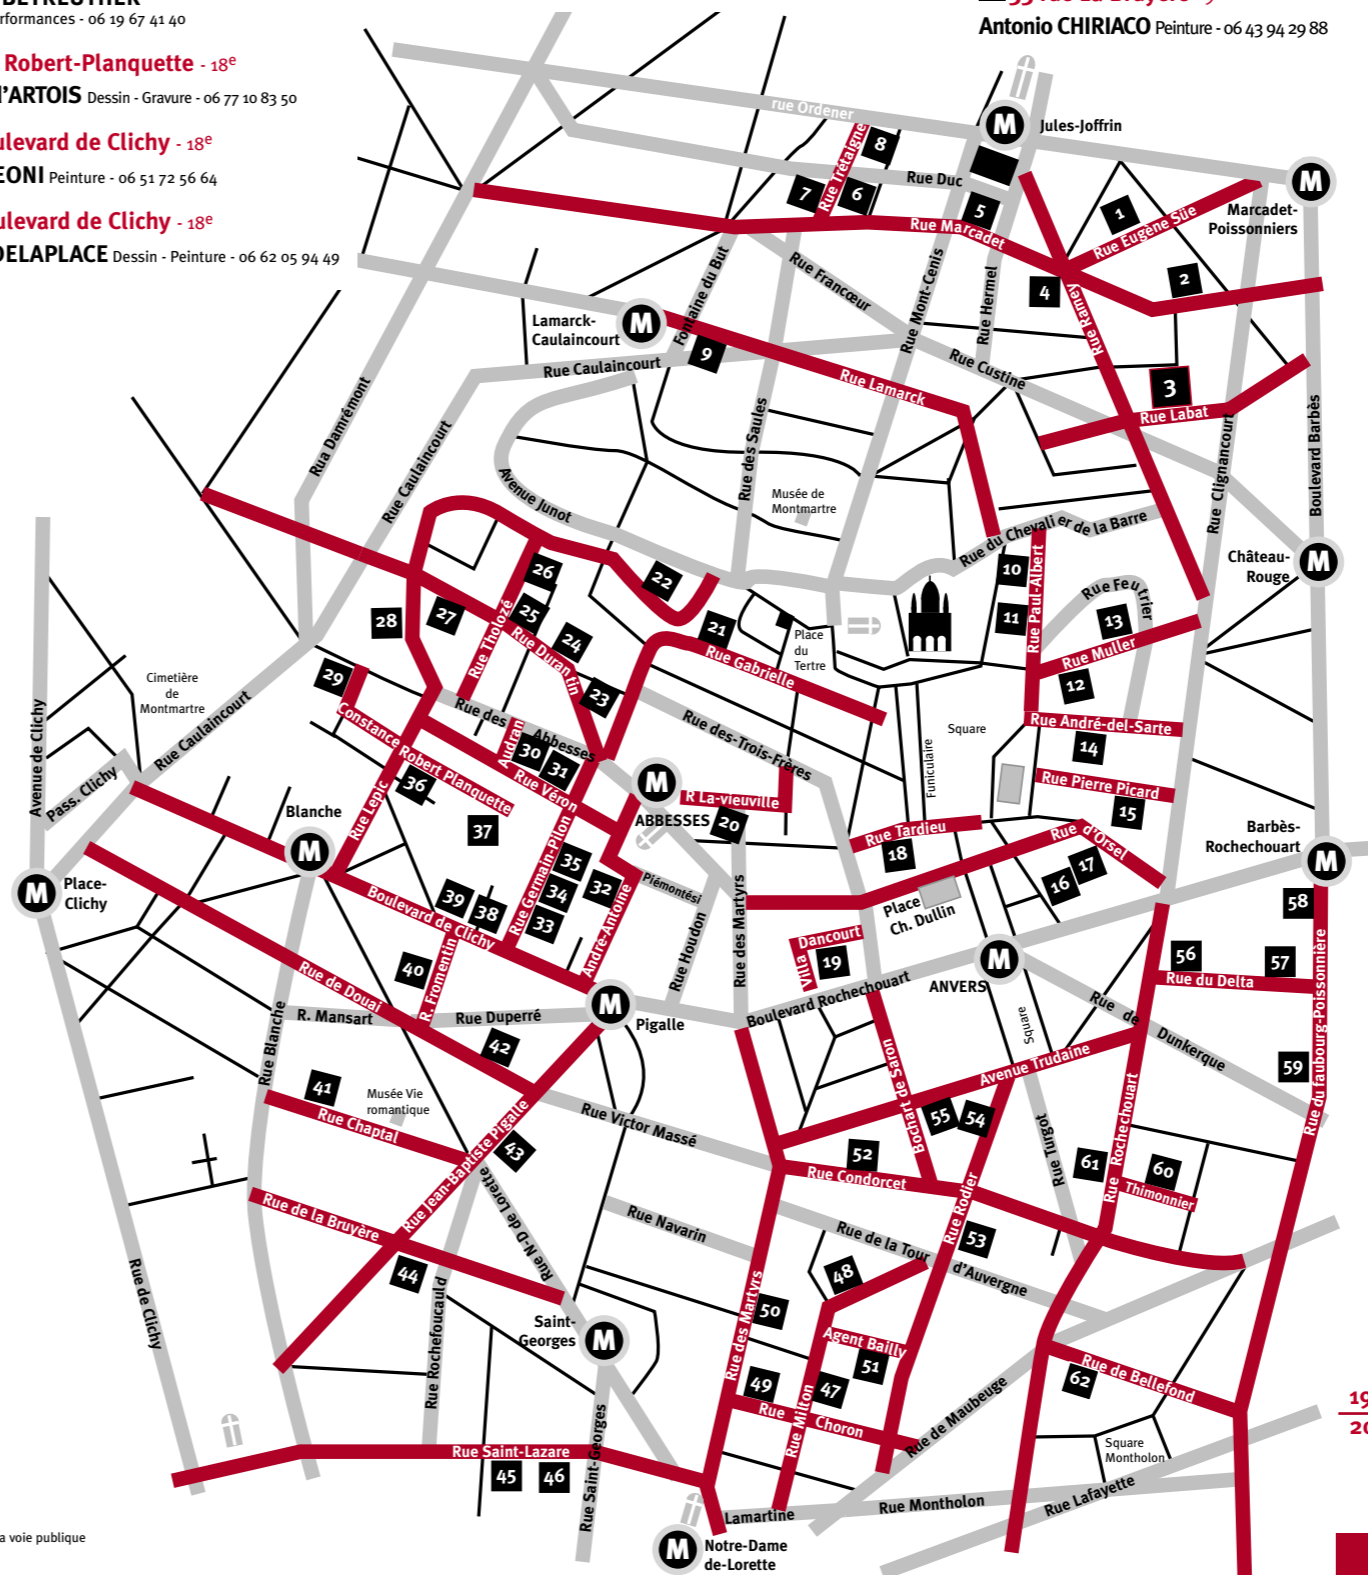 erformances - 06 19 67 41 40
Robert-Planquette - 18e
D'ARTOIS Dessin - Gravure - 06 77 10 83 50
ulevard de Clichy - 18e
EONI Peinture - 06 51 72 56 64
ulevard de Clichy - 18e
DELAPLACE Dessin - Peinture - 06 62 05 94 49
Antonio CHIRIACO Peinture - 06 43 94 29 88
rue Ordener
M
Jules-Joffrin
M
Marcadet-
Poissonniers
Rue Trétaigne
8
7
6
Rue Duc
5
Rue Marcadet
1
Rue Eugène Süe
2
4
Rue Ramey
Rue Francœur
Fontaine du But
Rue Mont-Cenis
Rue Hermel
Lamarck-
Caulaincourt
M
9
Rue Caulaincourt
Rue Lamarck
Rue Custine
3
Rue Labat
Rua Damrémont
Rue Caulaincourt
Rue des Saules
Rue Clignancourt
Boulevard Barbès
Avenue Junot
Musée de
Montmartre
Rue du Chevalier de la Barre
Château-
Rouge
M
10
11
Rue Paul-Albert
Rue Feutrier
13
Rue Muller
12
26
22
28
27
25
24
Rue Tholozé
Rue Durantin
21
Rue Gabrielle
Place
du
Tertre
23
29
Cimetière
de
Montmartre
Rue Caulaincourt
Avenue de Clichy
Pass. Clichy
Constance
Robert Planquette
Rue des
Abbesses
Audran
30
31
Rue Véron
Rue des-Trois-Frères
Square
Funiculaire
Rue André-del-Sarte
14
Rue Pierre Picard
15
36
37
Rue Lepic
Blanche
M
M
ABBESSES
R La-vieuville
20
Rue Tardieu
18
Rue d'Orsel
16
17
Barbès-
Rochechouart
M
M
Place-
Clichy
39
38
35
34
33
32
Rue Germain-Pilon
André-Antoine
Piémontési
Rue Houdon
Rue des Martyrs
Place
Ch. Dullin
Villa
Dancourt
19
58
Boulevard de Clichy
40
R. Fromentin
Rue de Douai
R. Mansart
Rue Duperré
M
Pigalle
Boulevard Rochechouart
M
ANVERS
56
57
Rue du Delta
Rue du faubourg-Poissonnière
Rue Blanche
42
Square
Rue de
Dunkerque
59
41
Rue Chaptal
Musée Vie
romantique
Rue Victor Massé
Bochart de Saron
Avenue Trudaine
55
54
43
Rue Jean-Baptiste Pigalle
52
Rue Condorcet
Rue Turgot
Rue Rochechouart
61
60
Thimonnier
Rue de la Bruyère
Rue N-D de Lorette
Rue Navarin
Rue de la Tour
d'Auvergne
Rue Rodier
53
44
48
Rue de Clichy
Rue Rochefoucauld
Saint-
Georges
M
50
Rue des Martyrs
Agent Bailly
51
49
47
Rue Milton
Rue
Choron
Rue de Maubeuge
Rue de Bellefond
62
Square
Montholon
Rue Saint-Lazare
45
46
Rue Saint-Georges
Lamartine
Rue Montholon
Rue Lafayette
M
Notre-Dame
de-Lorette
19
20
a voie publique